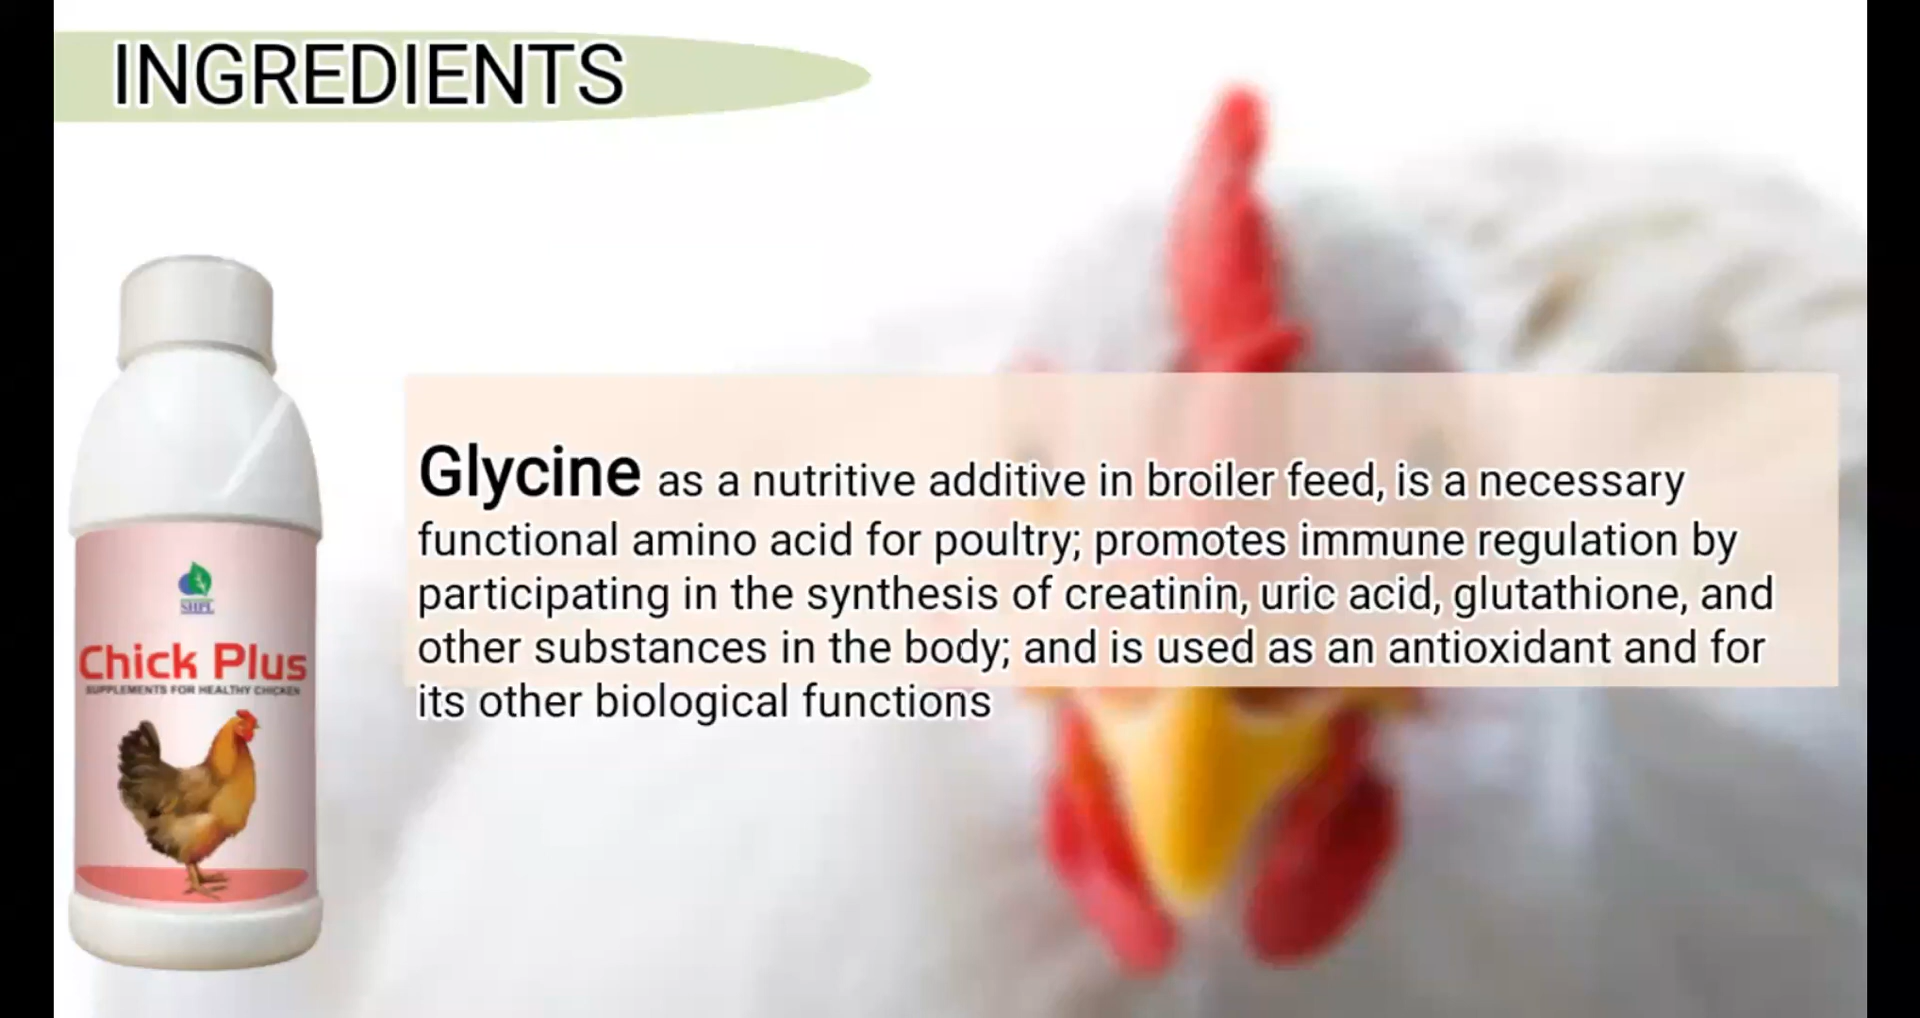 INGREDIENTS
Glycine as a nutritive additive in broiler feed, is a necessary
functional amino acid for poultry; promotes immune regulation by
participating in the synthesis of creatinin, uric acid, glutathione, and
other substances in the body; and is used as an antioxidant and for
its other biological functions
SHPL
Chick Plus
SUPPLEMENTS FOR HEALTHY CHICKEN